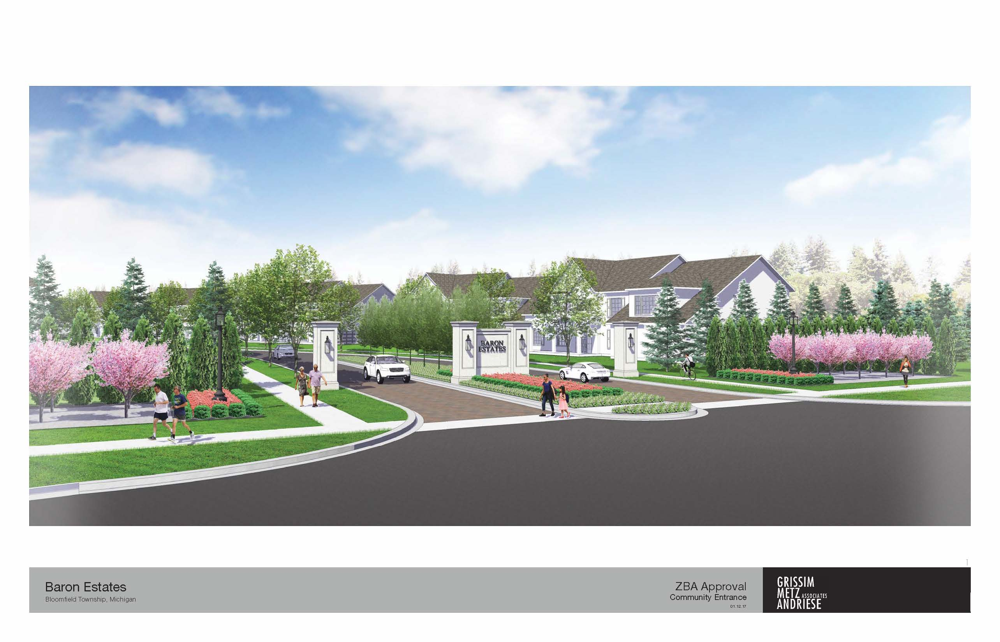 BARON
ESTATES
1
Baron Estates
Bloomfield Township, Michigan
ZBA Approval
Community Entrance
01.12.17
GRISSIM
METZ ASSOCIATES
ANDRIESE